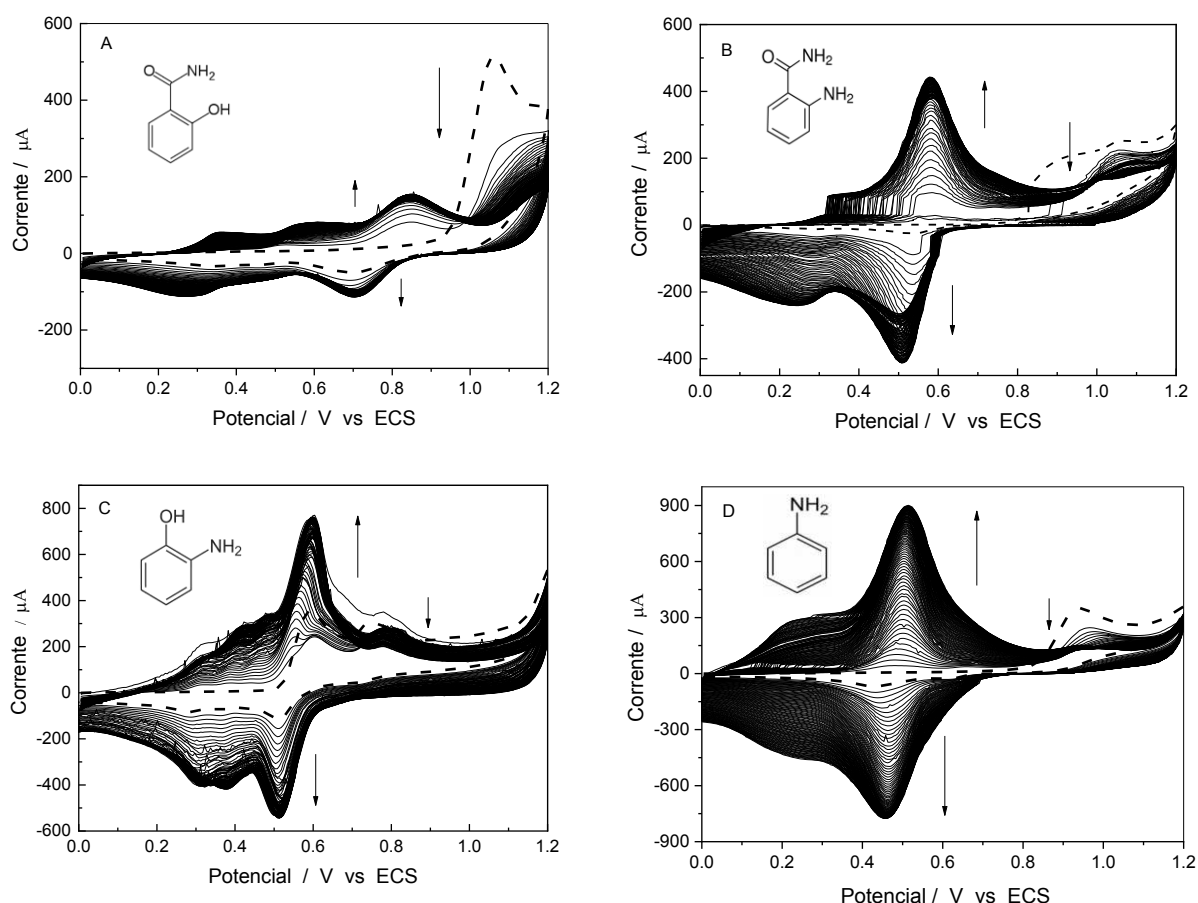 A
O
NH₂
OH
600
400
200
0
-200
Corrente / µA
0.0 0.2 0.4 0.6 0.8 1.0 1.2
Potencial / V vs ECS
B
O
NH₂
NH₂
600
400
200
0
-200
-400
Corrente / µA
0.0 0.2 0.4 0.6 0.8 1.0 1.2
Potencial / V vs ECS
C
OH
NH₂
800
600
400
200
0
-200
-400
-600
Corrente / µA
0.0 0.2 0.4 0.6 0.8 1.0 1.2
Potencial / V vs ECS
D
NH₂
900
600
300
0
-300
-600
-900
Corrente / µA
0.0 0.2 0.4 0.6 0.8 1.0 1.2
Potencial / V vs ECS